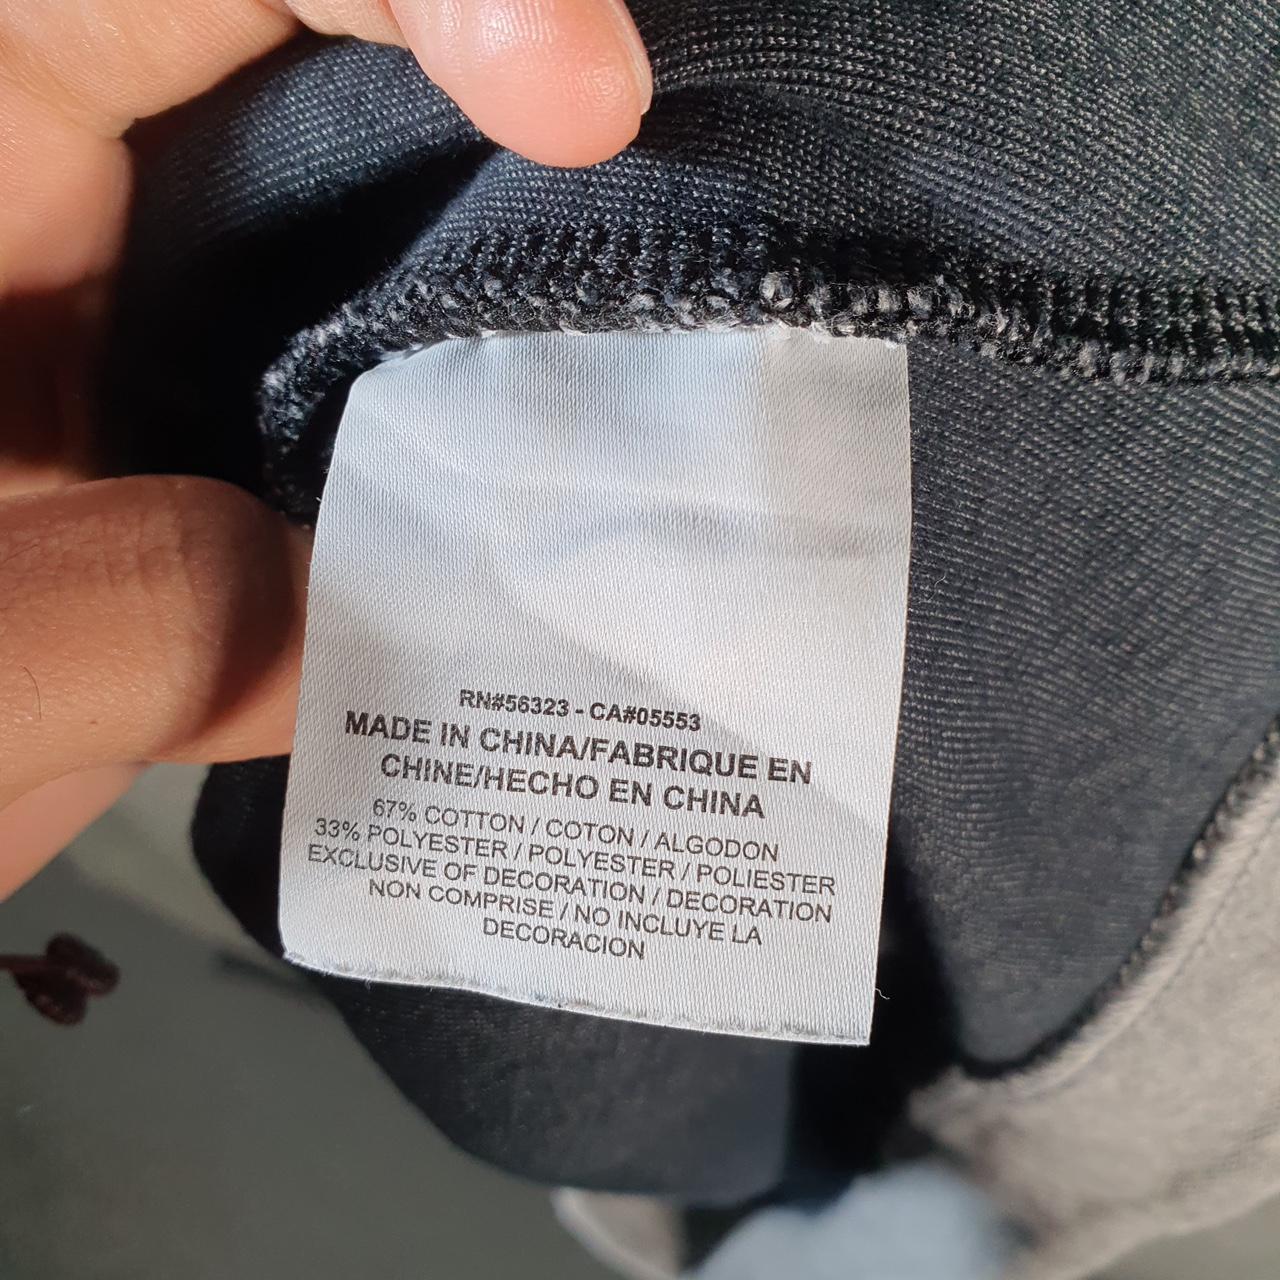 RN#56323 - CA#05553
MADE IN CHINA/FABRIQUE EN
CHINE/HECHO EN CHINA
67% COTTON / COTON / ALGODON
33% POLYESTER / POLYESTER / POLIESTER
EXCLUSIVE OF DECORATION / DECORATION
NON COMPRISE / NO INCLUYE LA
DECORACION